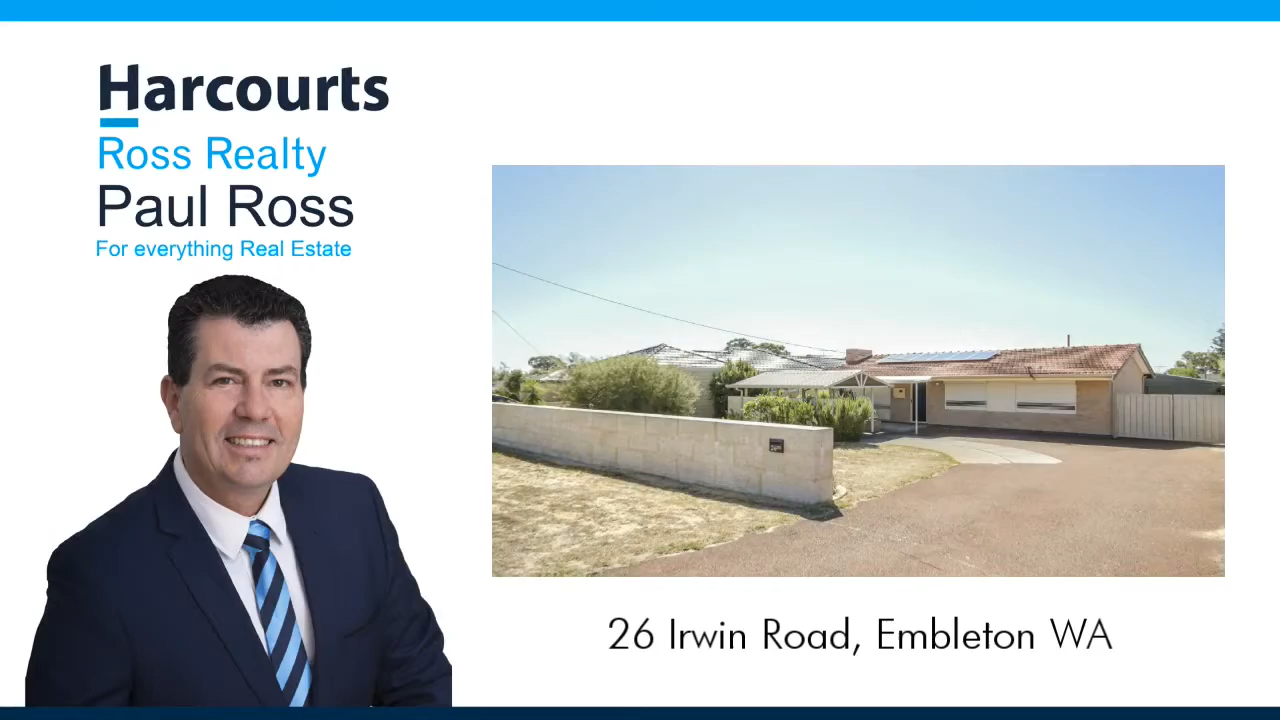 Harcourts
Ross Realty
Paul Ross
For everything Real Estate
26 Irwin Road, Embleton WA